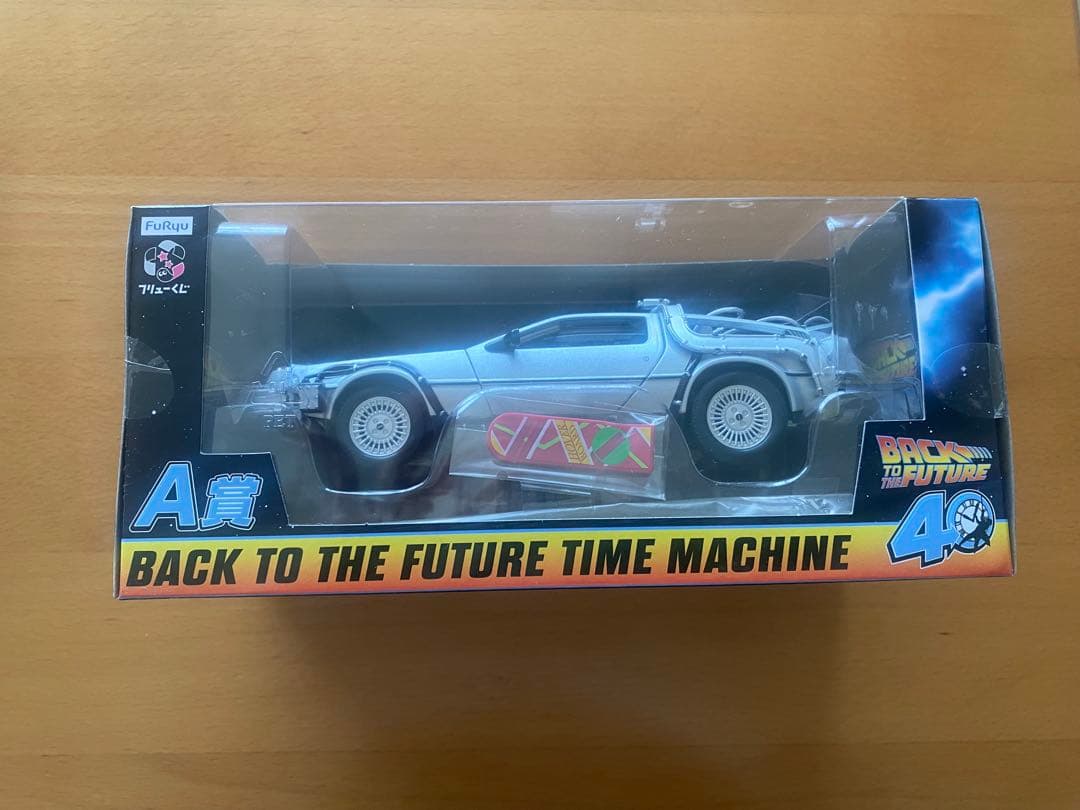 FuRyu
フリューくじ
PET
A賞
BACK TO THE FUTURE
40
BACK TO THE FUTURE TIME MACHINE